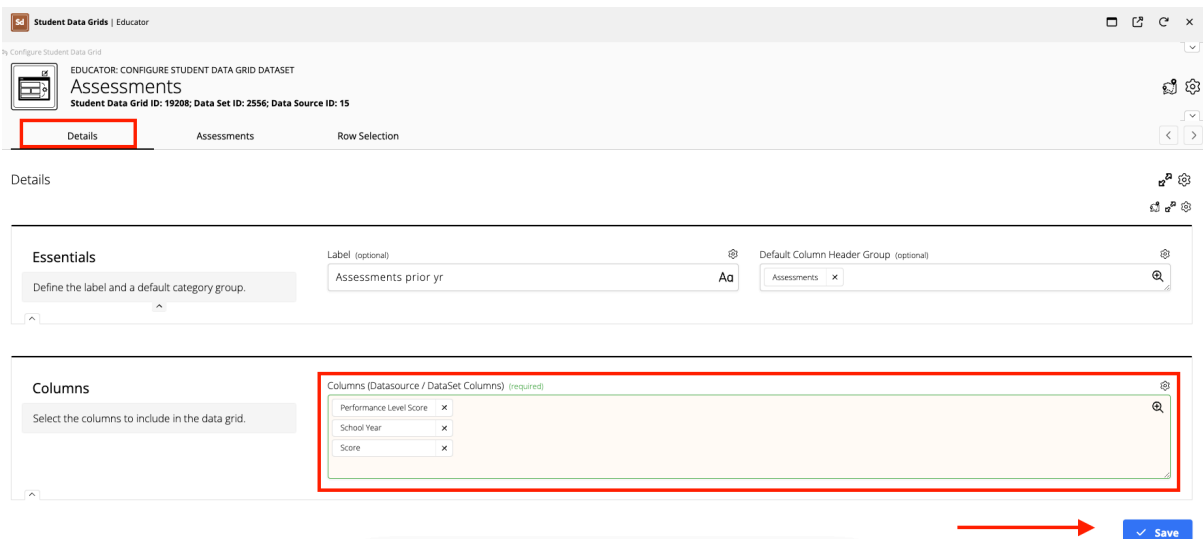 Sd Student Data Grids | Educator
Configure Student Data Grid
EDUCATOR: CONFIGURE STUDENT DATA GRID DATASET
Assessments
Student Data Grid ID: 19208; Data Set ID: 2556; Data Source ID: 15
Details Assessments Row Selection
Details
Essentials
Define the label and a default category group.
Label (optional)
Assessments prior yr Aa
Default Column Header Group (optional)
Assessments
Columns
Select the columns to include in the data grid.
Columns (Datasource / DataSet Columns) (required)
Performance Level Score
School Year
Score
Save